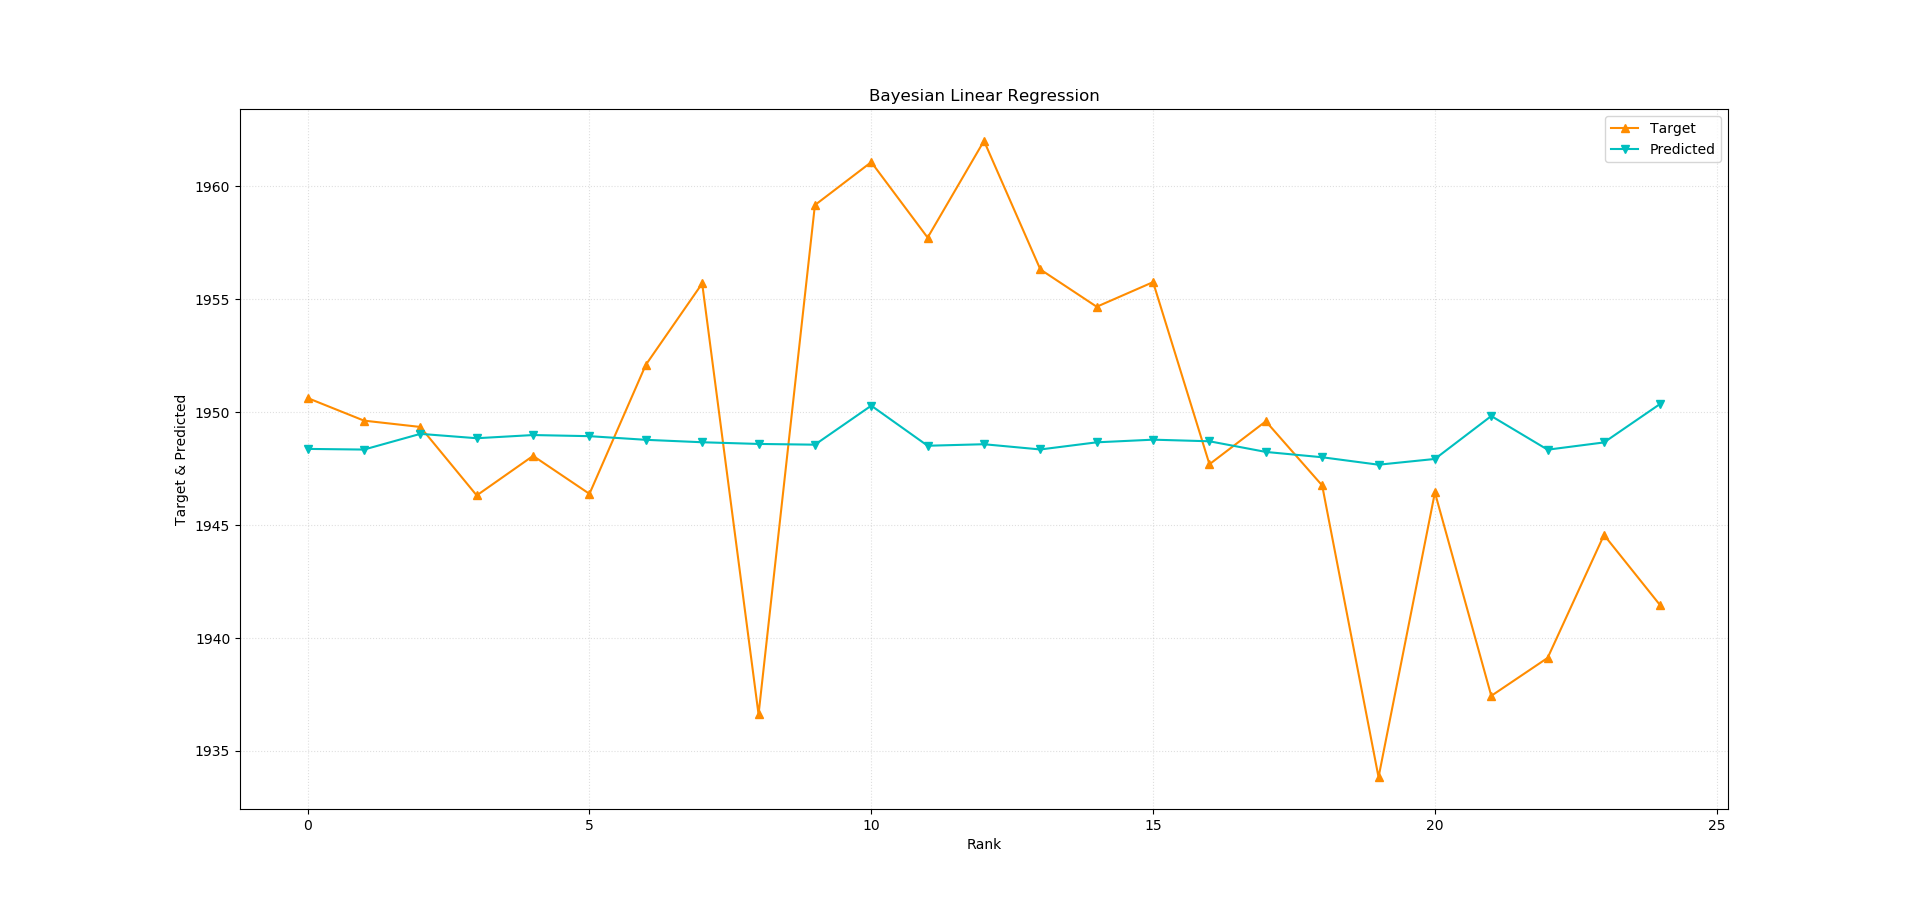 Bayesian Linear Regression
Target
Predicted
Target & Predicted
1960
1955
1950
1945
1940
1935
0 5 10 15 20 25
Rank